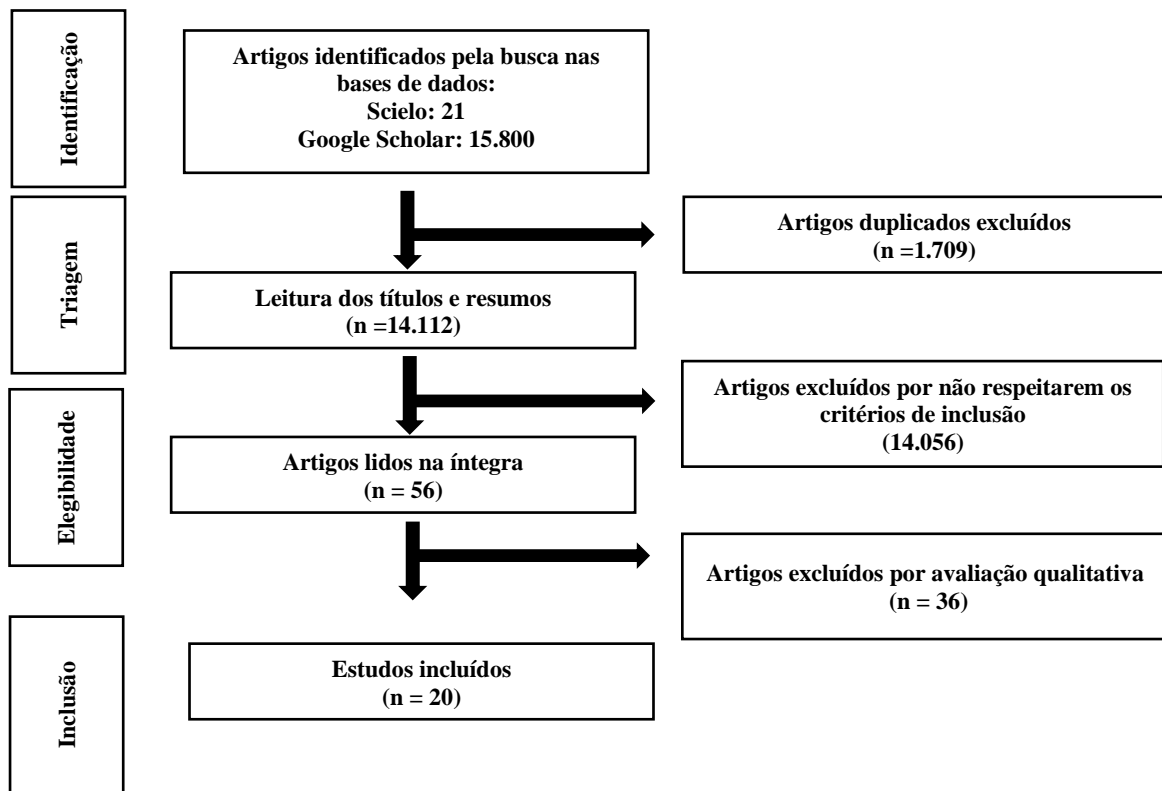 Identificação
Artigos identificados pela busca nas
bases de dados:
Scielo: 21
Google Scholar: 15.800
Artigos duplicados excluídos
(n =1.709)
Triagem
Leitura dos títulos e resumos
(n =14.112)
Artigos excluídos por não respeitarem os
critérios de inclusão
(14.056)
Elegibilidade
Artigos lidos na íntegra
(n = 56)
Artigos excluídos por avaliação qualitativa
(n = 36)
Inclusão
Estudos incluídos
(n = 20)